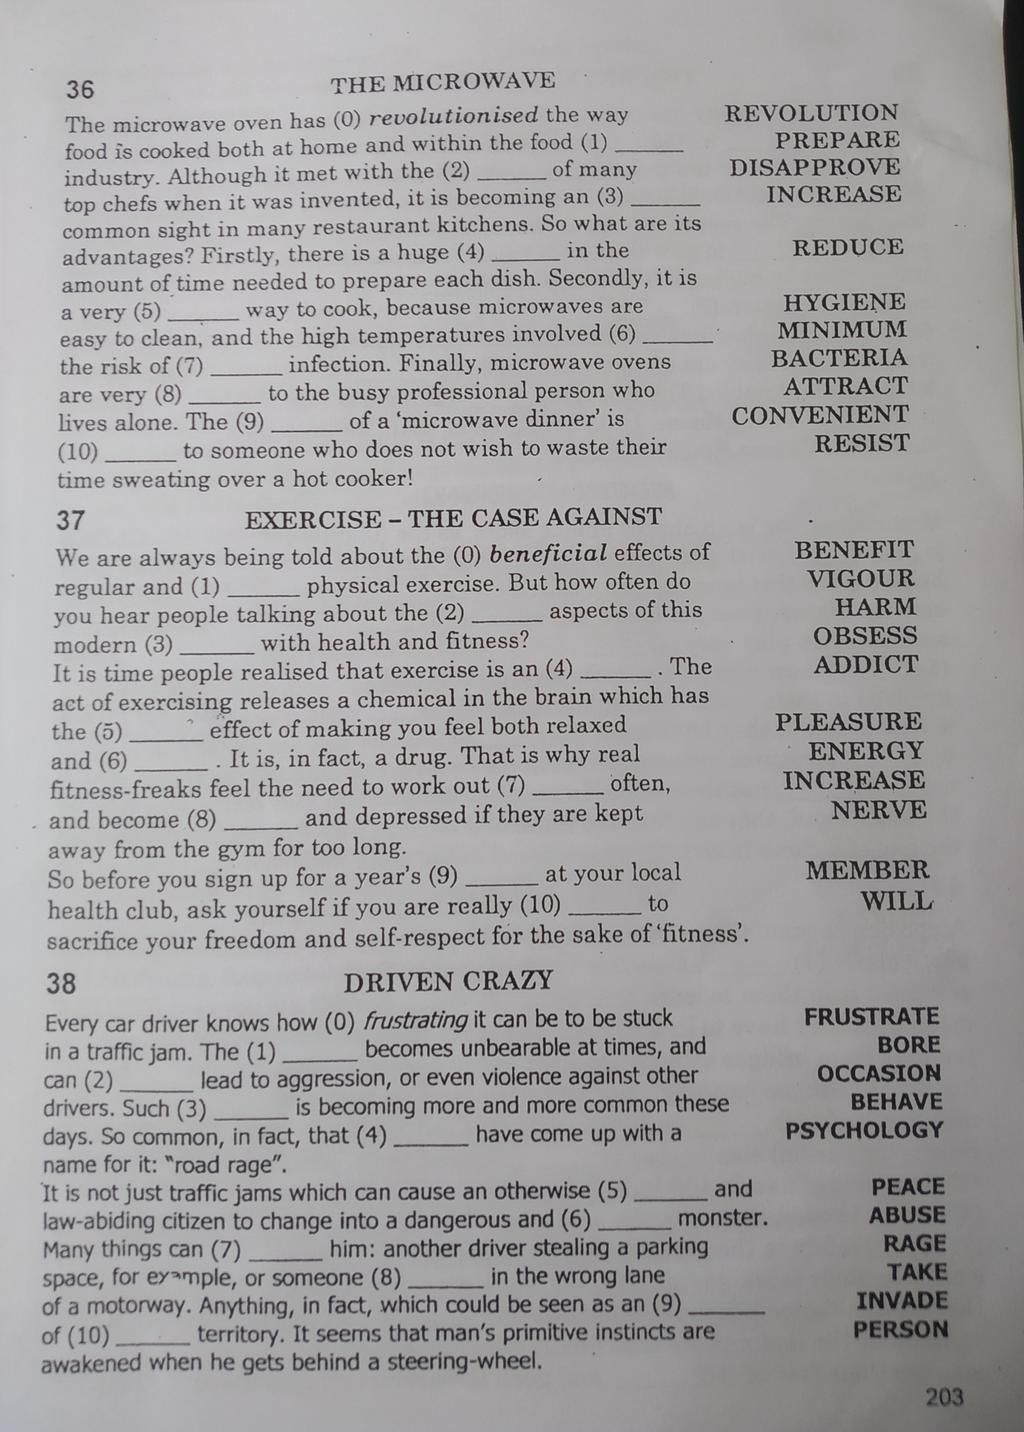 36 THE MICROWAVE
The microwave oven has (0) revolutionised the way REVOLUTION
food is cooked both at home and within the food (1) ______ PREPARE
industry. Although it met with the (2) ______ of many DISAPPROVE
top chefs when it was invented, it is becoming an (3) ______ INCREASE
common sight in many restaurant kitchens. So what are its
advantages? Firstly, there is a huge (4) ______ in the REDUCE
amount of time needed to prepare each dish. Secondly, it is
a very (5) ______ way to cook, because microwaves are HYGIENE
easy to clean, and the high temperatures involved (6) ______ MINIMUM
the risk of (7) ______ infection. Finally, microwave ovens BACTERIA
are very (8) ______ to the busy professional person who ATTRACT
lives alone. The (9) ______ of a ‘microwave dinner’ is CONVENIENT
(10) ______ to someone who does not wish to waste their RESIST
time sweating over a hot cooker!
37 EXERCISE – THE CASE AGAINST
We are always being told about the (0) beneficial effects of BENEFIT
regular and (1) ______ physical exercise. But how often do VIGOUR
you hear people talking about the (2) ______ aspects of this HARM
modern (3) ______ with health and fitness? OBSESS
It is time people realised that exercise is an (4) ______ . The ADDICT
act of exercising releases a chemical in the brain which has
the (5) ______ effect of making you feel both relaxed PLEASURE
and (6) ______ . It is, in fact, a drug. That is why real ENERGY
fitness-freaks feel the need to work out (7) ______ often, INCREASE
and become (8) ______ and depressed if they are kept NERVE
away from the gym for too long.
So before you sign up for a year’s (9) ______ at your local MEMBER
health club, ask yourself if you are really (10) ______ to WILL
sacrifice your freedom and self-respect for the sake of ‘fitness’.
38 DRIVEN CRAZY
Every car driver knows how (0) frustrating it can be to be stuck FRUSTRATE
in a traffic jam. The (1) ______ becomes unbearable at times, and BORE
can (2) ______ lead to aggression, or even violence against other OCCASION
drivers. Such (3) ______ is becoming more and more common these BEHAVE
days. So common, in fact, that (4) ______ have come up with a PSYCHOLOGY
name for it: “road rage”.
It is not just traffic jams which can cause an otherwise (5) ______ and PEACE
law-abiding citizen to change into a dangerous and (6) ______ monster. ABUSE
Many things can (7) ______ him: another driver stealing a parking RAGE
space, for example, or someone (8) ______ in the wrong lane TAKE
of a motorway. Anything, in fact, which could be seen as an (9) ______ INVADE
of (10) ______ territory. It seems that man’s primitive instincts are PERSON
awakened when he gets behind a steering-wheel.
203